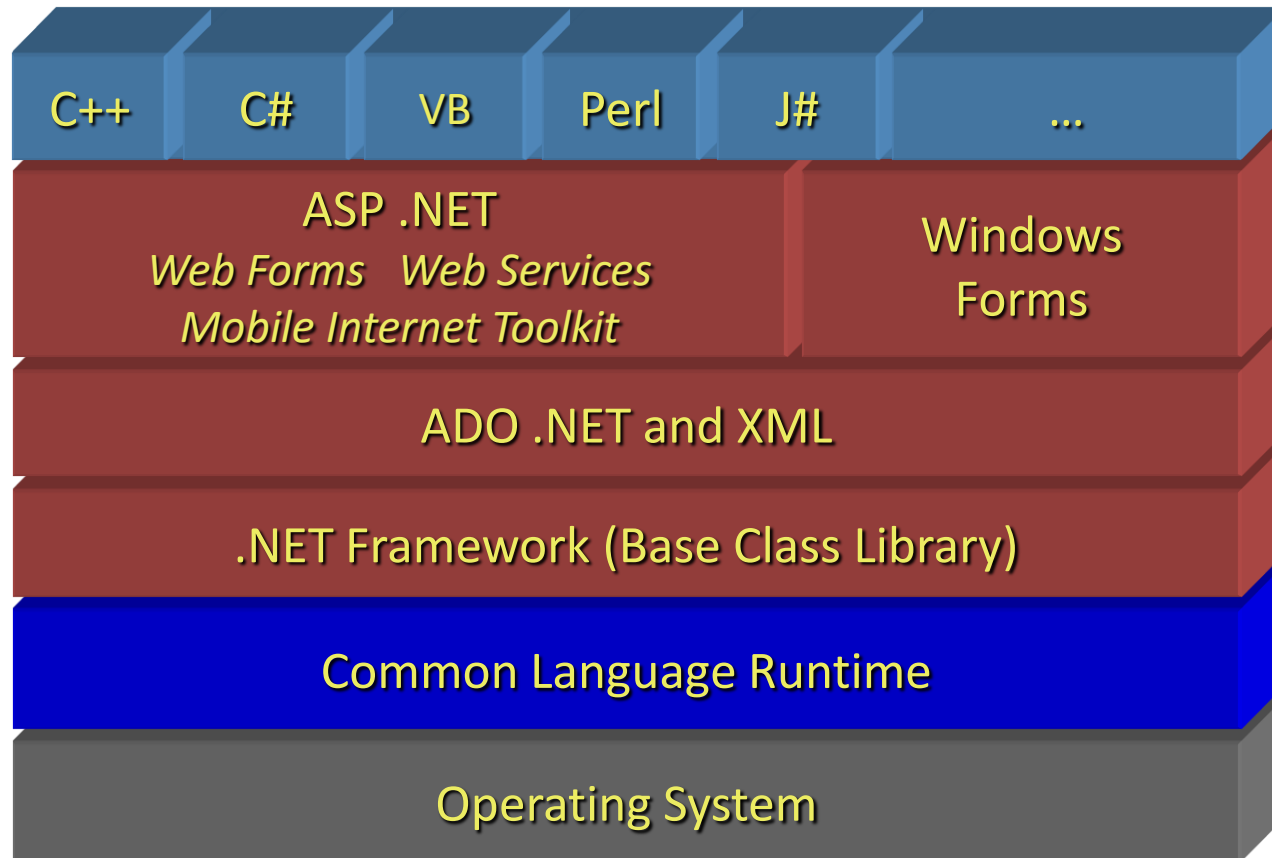 C++ C# VB Perl J# ...
ASP .NET
Web Forms Web Services
Mobile Internet Toolkit
Windows
Forms
ADO .NET and XML
.NET Framework (Base Class Library)
Common Language Runtime
Operating System